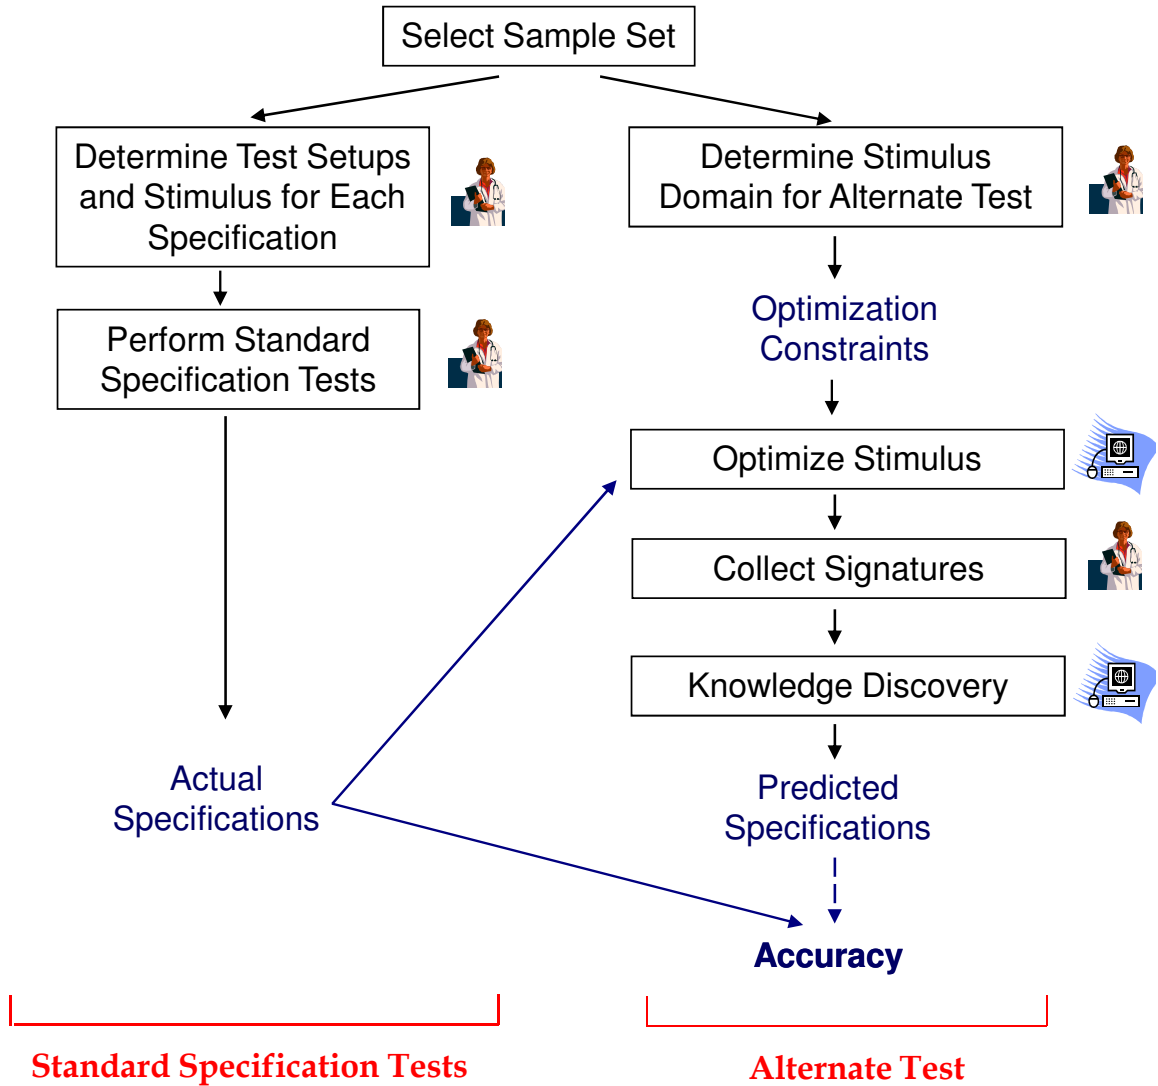 Select Sample Set
Determine Test Setups
and Stimulus for Each
Specification
Perform Standard
Specification Tests
Actual
Specifications
Determine Stimulus
Domain for Alternate Test
Optimization
Constraints
Optimize Stimulus
Collect Signatures
Knowledge Discovery
Predicted
Specifications
Accuracy
Standard Specification Tests
Alternate Test